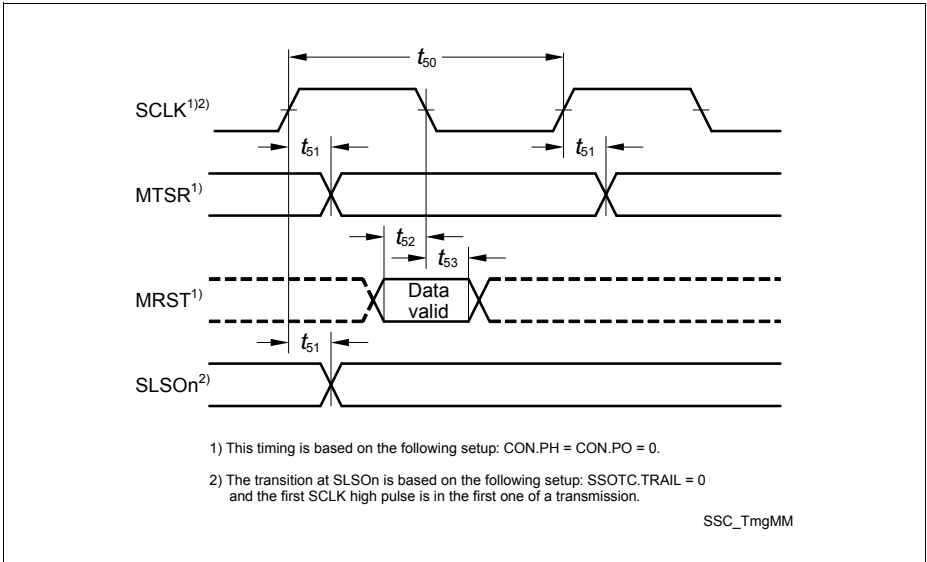 t50
SCLK1)2)
t51
t51
MTSR1)
t52
t53
MRST1)
Data
valid
t51
SLSOn2)
1) This timing is based on the following setup: CON.PH = CON.PO = 0.
2) The transition at SLSOn is based on the following setup: SSOTC.TRAIL = 0
and the first SCLK high pulse is in the first one of a transmission.
SSC_TmgMM